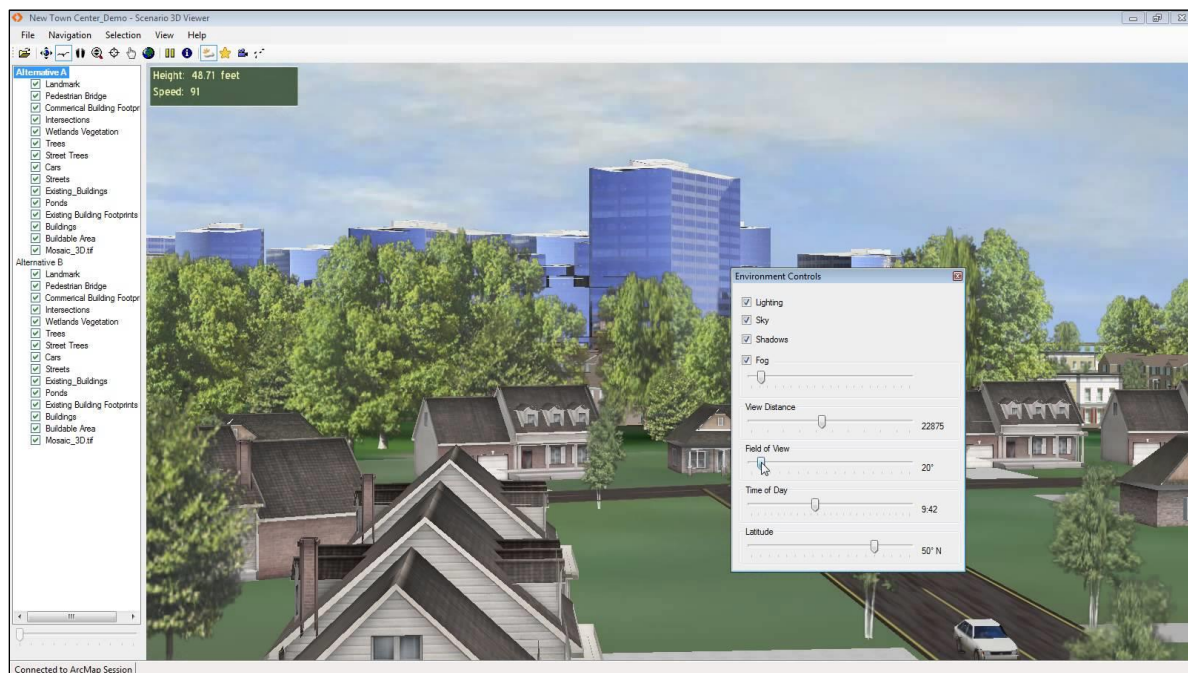 New Town Center_Demo - Scenario 3D Viewer
File Navigation Selection View Help
Alternative A
Landmark
Pedestrian Bridge
Commerical Building Footpr
Intersections
Wetlands Vegetation
Trees
Street Trees
Cars
Streets
Existing_Buildings
Ponds
Existing Building Footprints
Buildings
Buildable Area
Mosaic_3D.tif
Alternative B
Landmark
Pedestrian Bridge
Commerical Building Footpr
Intersections
Wetlands Vegetation
Trees
Street Trees
Cars
Streets
Existing_Buildings
Ponds
Existing Building Footprints
Buildings
Buildable Area
Mosaic_3D.tif
Height: 48.71 feet
Speed: 91
Environment Controls
Lighting
Sky
Shadows
Fog
View Distance
22875
Field of View
20°
Time of Day
9:42
Latitude
50° N
Connected to ArcMap Session